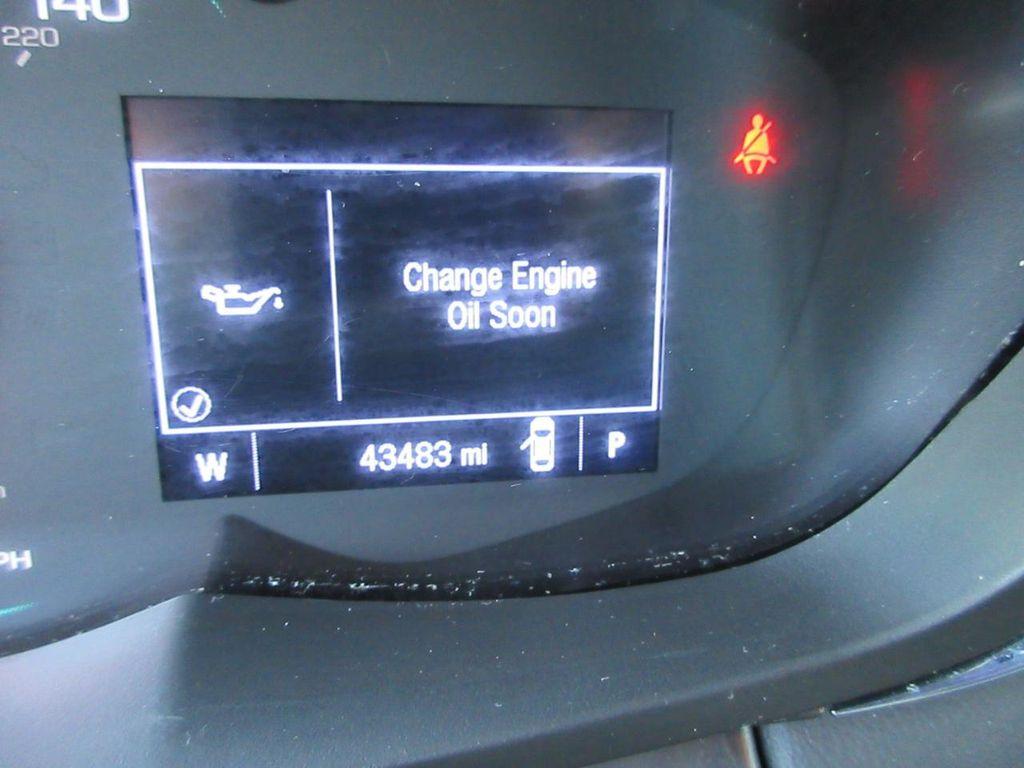 140
220
Change Engine
Oil Soon
W 43483 mi P
PH